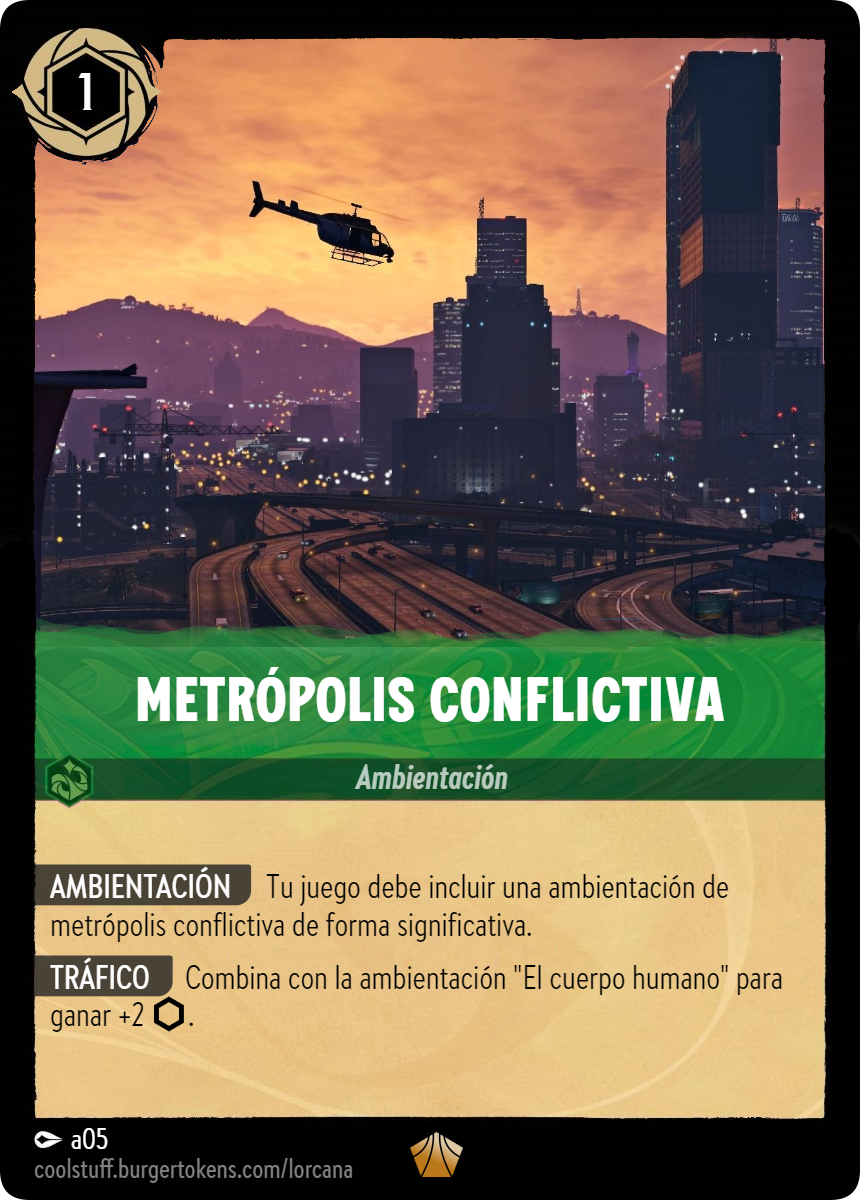 1
METRÓPOLIS CONFLICTIVA
Ambientación
AMBIENTACIÓN Tu juego debe incluir una ambientación de
metrópolis conflictiva de forma significativa.
TRÁFICO Combina con la ambientación "El cuerpo humano" para
ganar +2 .
a05
coolstuff.burgertokens.com/lorcana